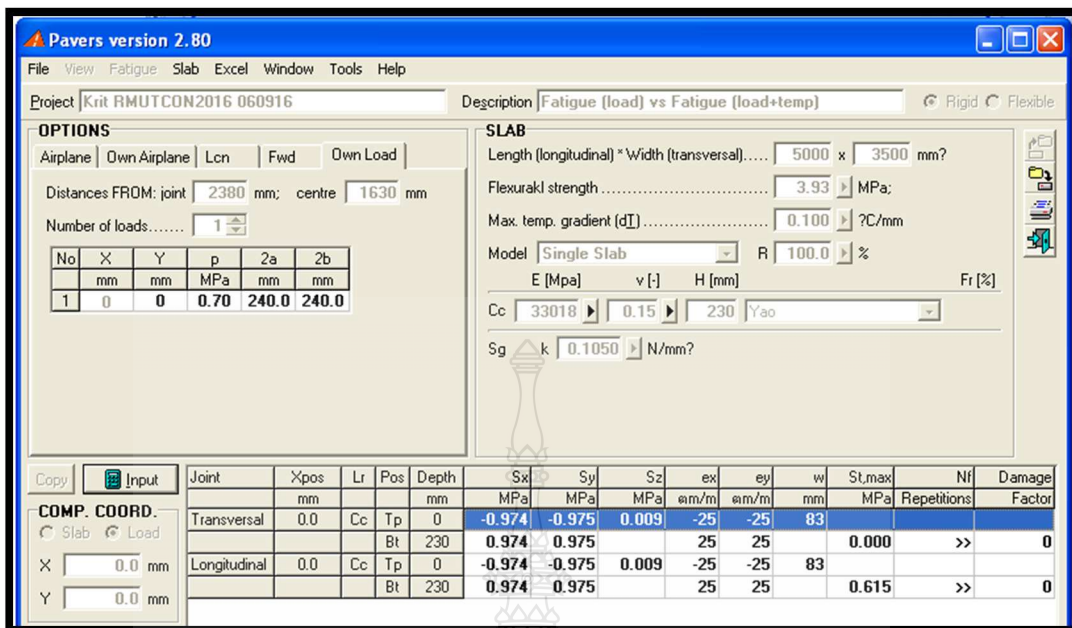 Pavers version 2.80
File View Fatigue Slab Excel Window Tools Help
Project Krit RMUTCON2016 060916 Description Fatigue (load) vs Fatigue (load+temp) Rigid Flexible
OPTIONS
Airplane Own Airplane Lcn Fwd Own Load
Distances FROM: joint 2380 mm; centre 1630 mm
Number of loads....... 1
No X Y p 2a 2b
mm mm MPa mm mm
1 0 0 0.70 240.0 240.0
SLAB
Length (longitudinal) * Width (transversal)..... 5000 x 3500 mm?
Flexurakl strength ............................... 3.93 MPa;
Max. temp. gradient (dT) ........................ 0.100 ?C/mm
Model Single Slab R 100.0 %
E [Mpa] v [-] H [mm] Fr [%]
Cc 33018 0.15 230 Yao
Sg k 0.1050 N/mm?
Copy Input
COMP. COORD.
Slab Load
X 0.0 mm
Y 0.0 mm
Joint Xpos Lr Pos Depth Sx Sy Sz ex ey w St,max Nf Damage
mm mm MPa MPa MPa ตm/m ตm/m mm MPa Repetitions Factor
Transversal 0.0 Cc Tp 0 -0.974 -0.975 0.009 -25 -25 83
Bt 230 0.974 0.975 25 25 0.000 >> 0
Longitudinal 0.0 Cc Tp 0 -0.974 -0.975 0.009 -25 -25 83
Bt 230 0.974 0.975 25 25 0.615 >> 0